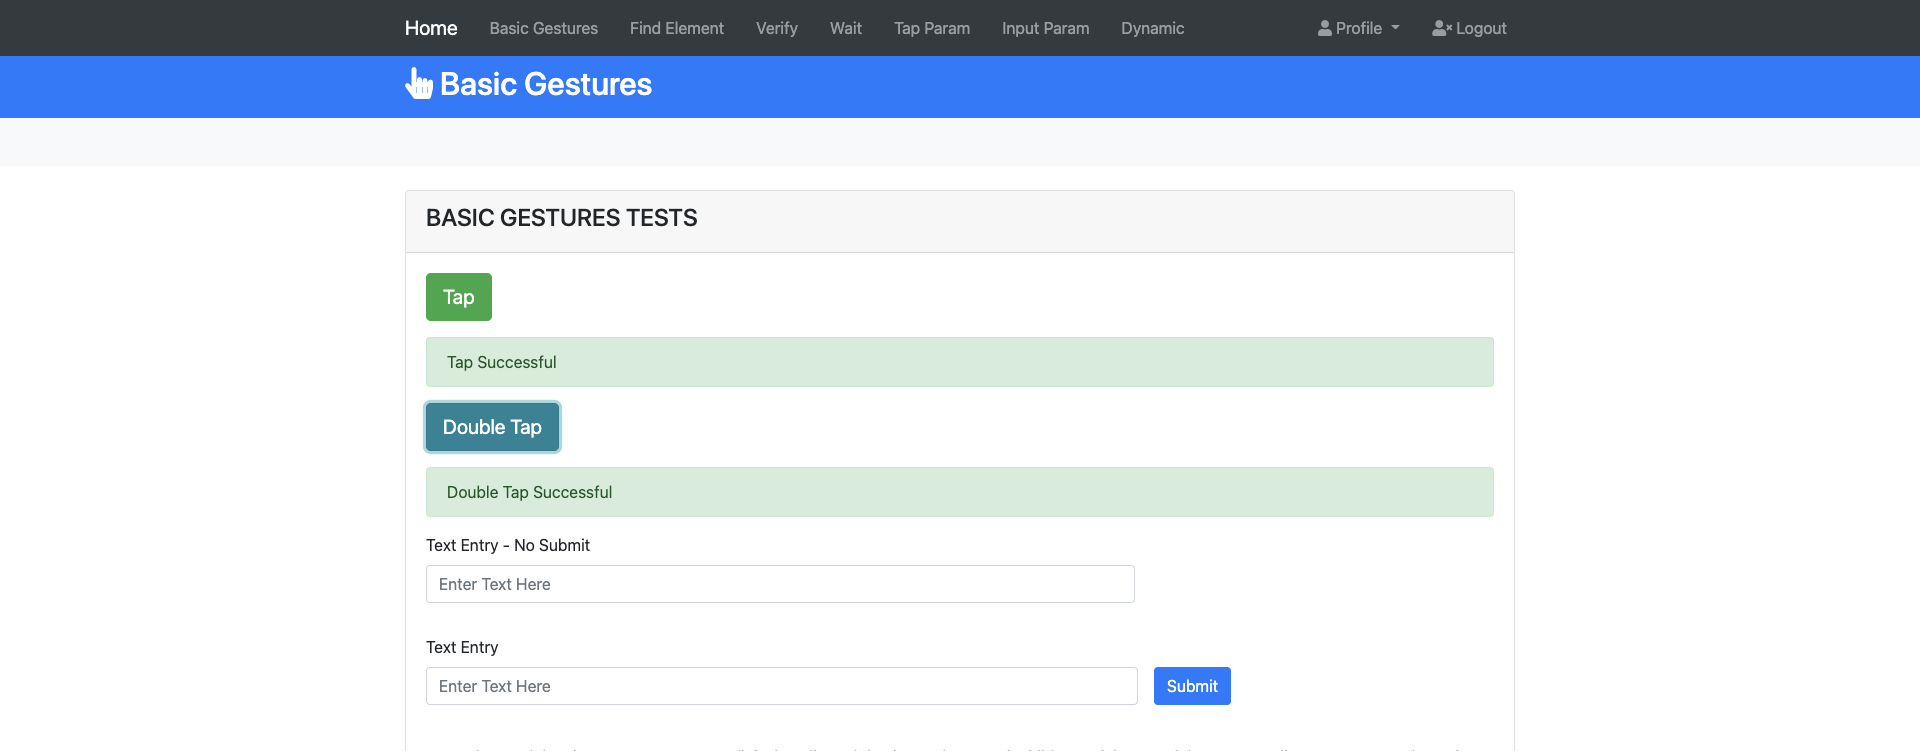 Home Basic Gestures Find Element Verify Wait Tap Param Input Param Dynamic Profile Logout
Basic Gestures
BASIC GESTURES TESTS
Tap
Tap Successful
Double Tap
Double Tap Successful
Text Entry - No Submit
Enter Text Here
Text Entry
Enter Text Here Submit